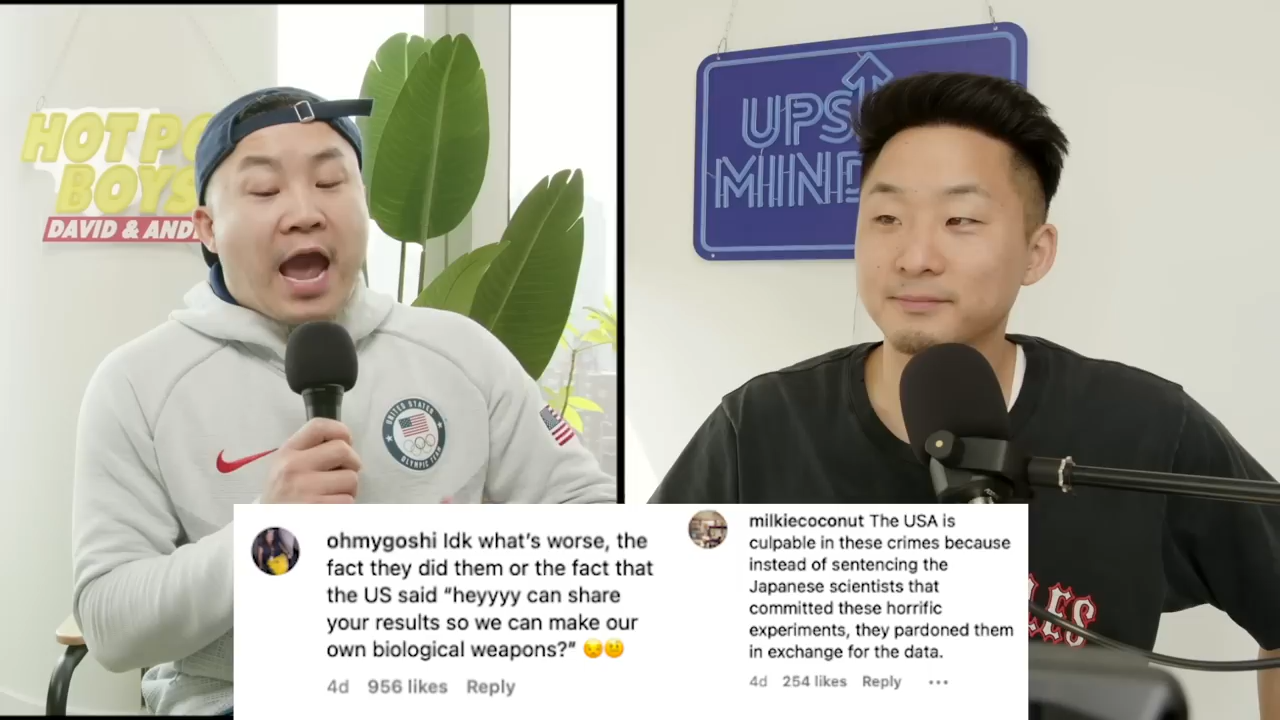 HOT PO
BOYS
DAVID & AND
UPS
MIND
UNITED STATES
OLYMPIC TEAM
ohmygoshi Idk what's worse, the
fact they did them or the fact that
the US said "heyyyy can share
your results so we can make our
own biological weapons?" 😒😐
4d 956 likes Reply
milkiecoconut The USA is
culpable in these crimes because
instead of sentencing the
Japanese scientists that
committed these horrific
experiments, they pardoned them
in exchange for the data.
4d 254 likes Reply ...